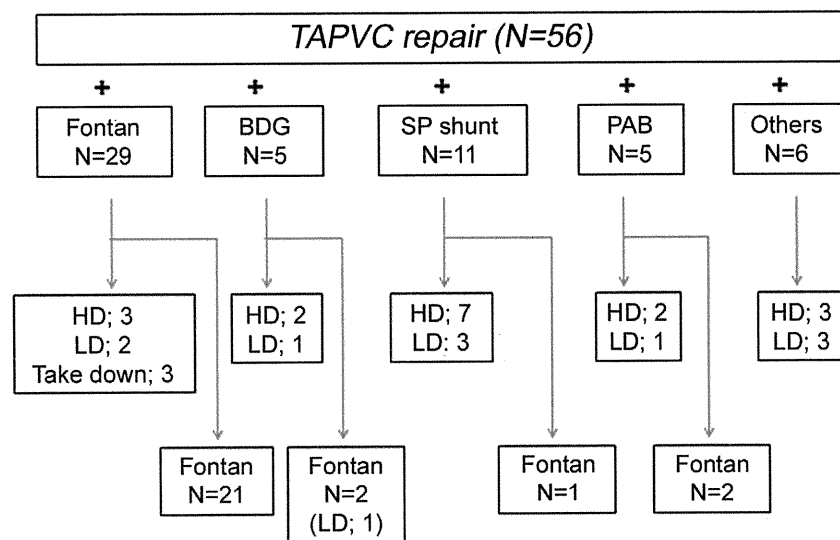 TAPVC repair (N=56)
+ + + + +
Fontan
N=29
BDG
N=5
SP shunt
N=11
PAB
N=5
Others
N=6
HD; 3
LD; 2
Take down; 3
HD; 2
LD; 1
HD; 7
LD: 3
HD; 2
LD; 1
HD; 3
LD; 3
Fontan
N=21
Fontan
N=2
(LD; 1)
Fontan
N=1
Fontan
N=2